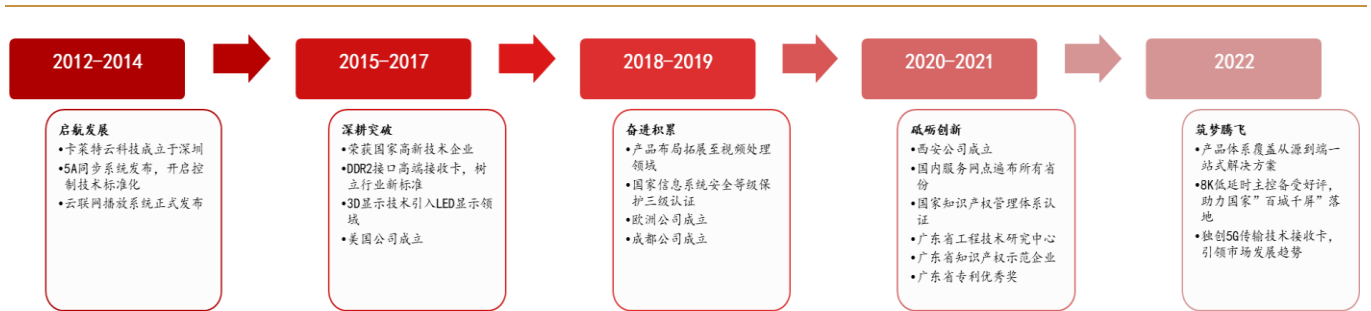 2012-2014
启航发展
•卡莱特云科技成立于深圳
•5A同步系统发布，开启控
制技术标准化
•云联网播放系统正式发布
2015-2017
深耕突破
•荣获国家高新技术企业
•DDR2接口高端接收卡，树
立行业新标准
•3D显示技术引入LED显示领
域
•美国公司成立
2018-2019
奋进积累
•产品布局拓展至视频处理
领域
•国家信息系统安全等级保
护三级认证
•欧洲公司成立
•成都公司成立
2020-2021
砥砺创新
•西安公司成立
•国内服务网点遍布所有省
份
•国家知识产权管理体系认
证
•广东省工程技术研究中心
•广东省知识产权示范企业
•广东省专利优秀奖
2022
筑梦腾飞
•产品体系覆盖从源到端一
站式解决方案
•8K低延时主控备受好评，
助力国家”百城千屏”落
地
•独创5G传输技术接收卡，
引领市场发展趋势